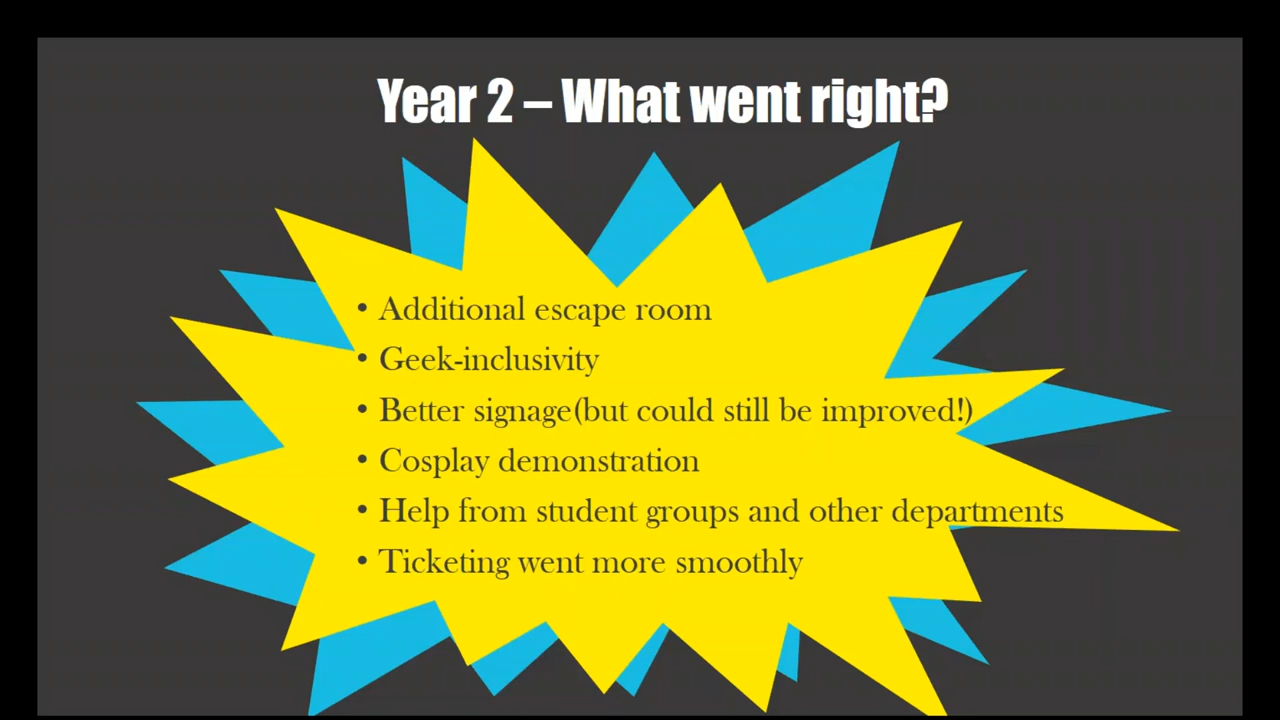 Year 2 – What went right?
• Additional escape room
• Geek-inclusivity
• Better signage(but could still be improved!)
• Cosplay demonstration
• Help from student groups and other departments
• Ticketing went more smoothly